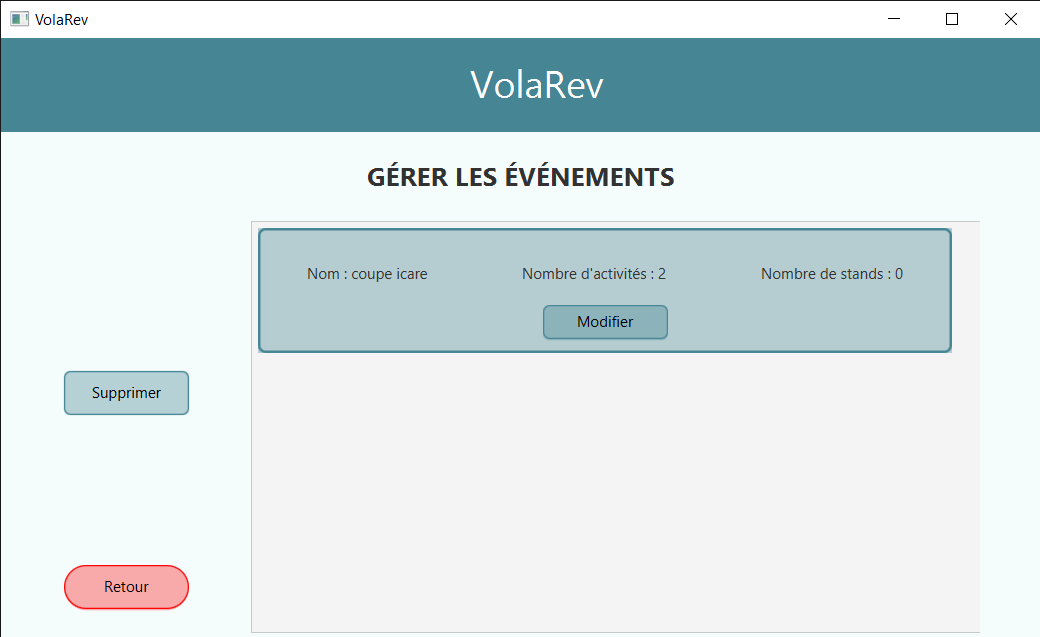 VolaRev
VolaRev
GÉRER LES ÉVÉNEMENTS
Nom : coupe icare Nombre d'activités : 2 Nombre de stands : 0
Modifier
Supprimer
Retour